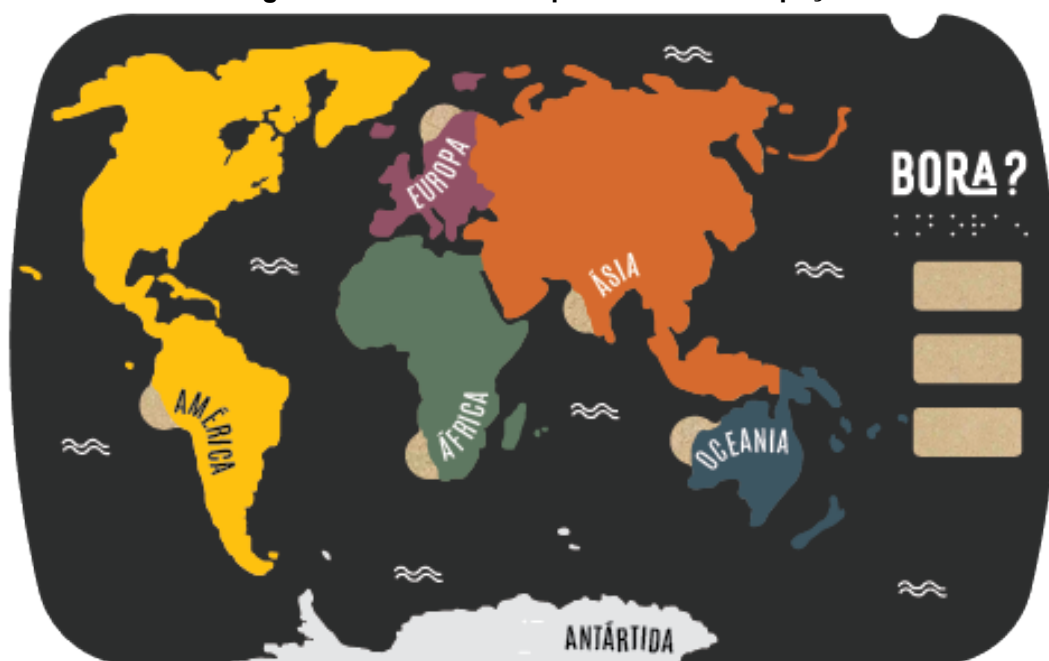 BORA?
EUROPA
ÁSIA
AMÉRICA
ÁFRICA
OCEANIA
ANTÁRTIDA